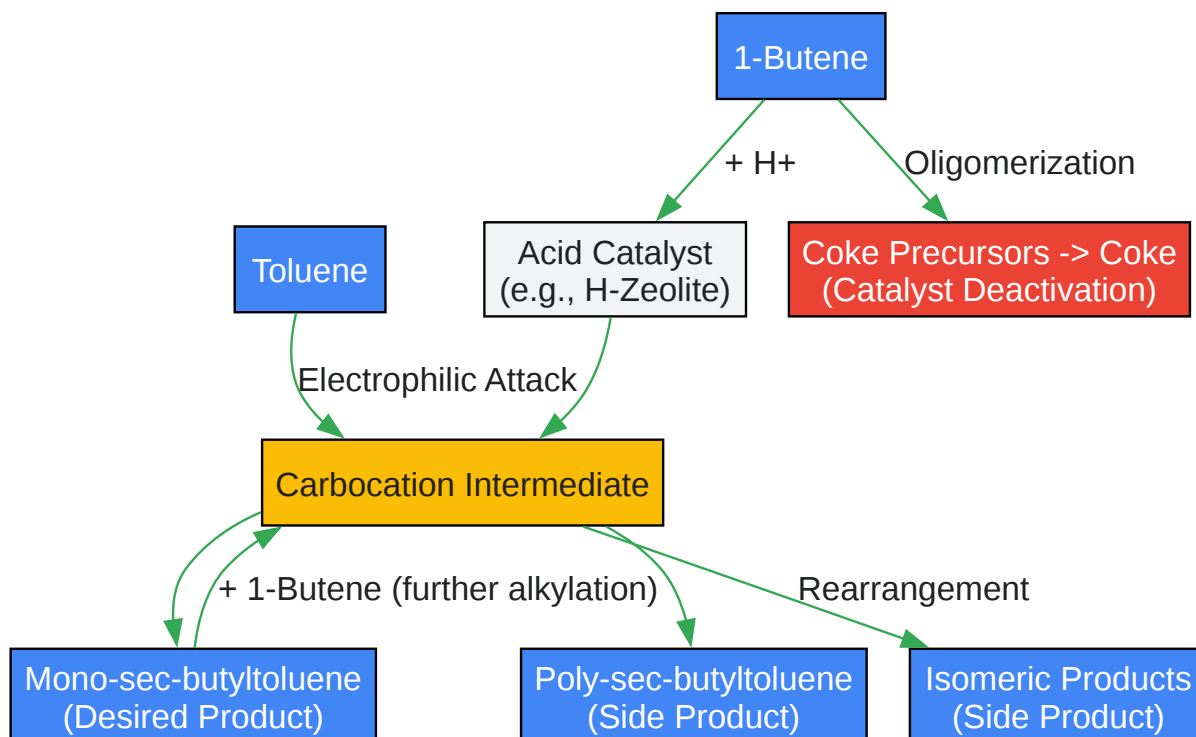 1-Butene
+ H+
Oligomerization
Toluene
Acid Catalyst
(e.g., H-Zeolite)
Coke Precursors -> Coke
(Catalyst Deactivation)
Electrophilic Attack
Carbocation Intermediate
+ 1-Butene (further alkylation)
Rearrangement
Mono-sec-butyltoluene
(Desired Product)
Poly-sec-butyltoluene
(Side Product)
Isomeric Products
(Side Product)